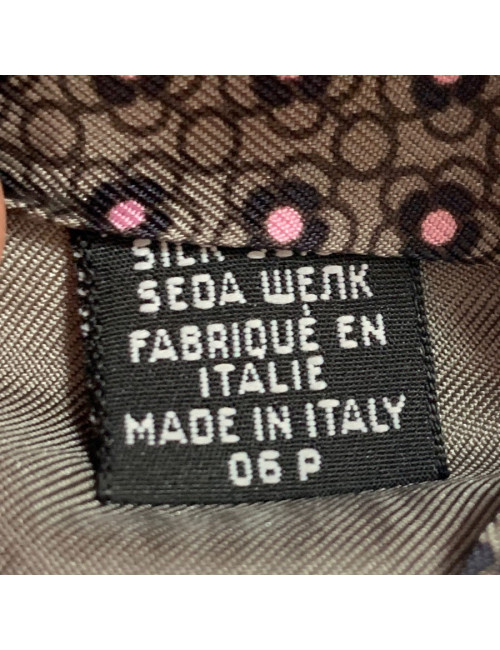 SILK
SEDA ШЕЛК
FABRIQUÉ EN
ITALIE
MADE IN ITALY
06 P